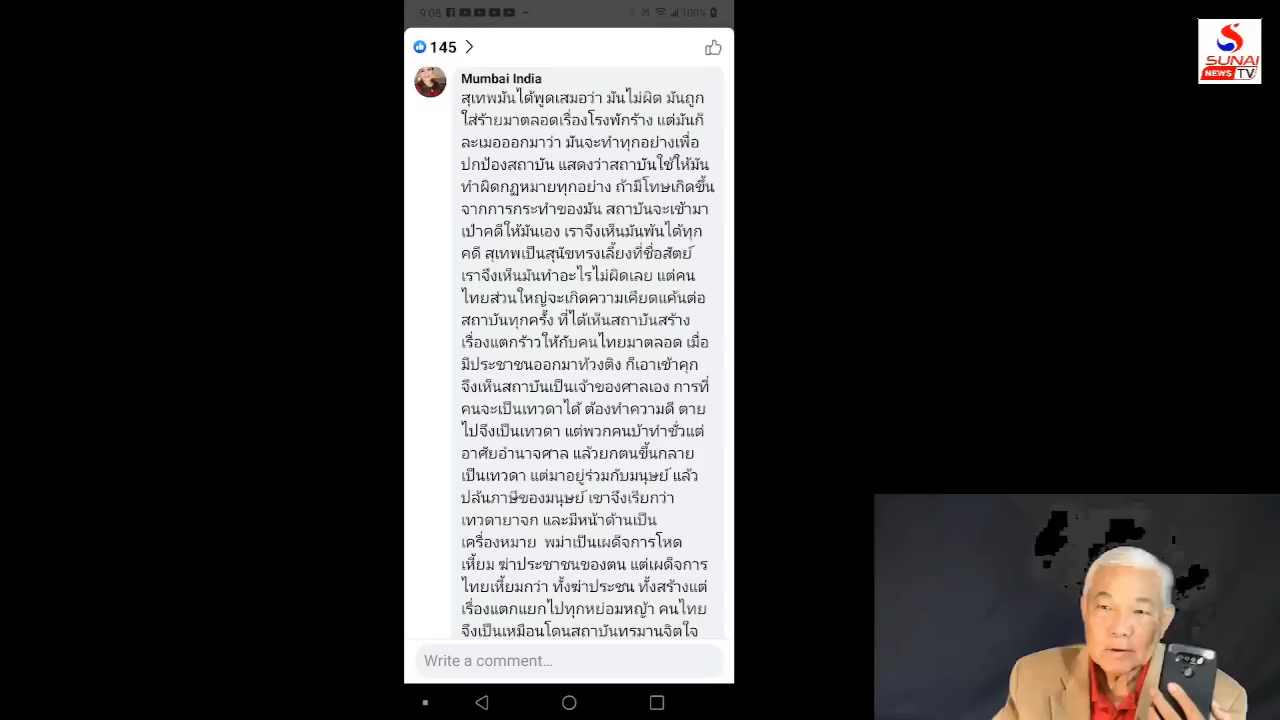 9:08
100%
145
SUNAI
NEWS TV
Mumbai India
สุเทพมันได้พูดเสมอว่า มันไม่ผิด มันถูก
ใส่ร้ายมาตลอดเรื่องโรงพักร้าง แต่มันก็
ละเมอออกมาว่า มันจะทำทุกอย่างเพื่อ
ปกป้องสถาบัน แสดงว่าสถาบันใช้ให้มัน
ทำผิดกฏหมายทุกอย่าง ถ้ามีโทษเกิดขึ้น
จากการกระทำของมัน สถาบันจะเข้ามา
เป่าคดีให้มันเอง เราจึงเห็นมันพ้นได้ทุก
คดี สุเทพเป็นสุนัขทรงเลี้ยงที่ซื่อสัตย์
เราจึงเห็นมันทำอะไรไม่ผิดเลย แต่คน
ไทยส่วนใหญ่จะเกิดความเคียดแค้นต่อ
สถาบันทุกครั้ง ที่ได้เห็นสถาบันสร้าง
เรื่องแตกร้าวให้กับคนไทยมาตลอด เมื่อ
มีประชาชนออกมาท้วงติง ก็เอาเข้าคุก
จึงเห็นสถาบันเป็นเจ้าของศาลเอง การที่
คนจะเป็นเทวดาได้ ต้องทำความดี ตาย
ไปจึงเป็นเทวดา แต่พวกคนบ้าทำชั่วแต่
อาศัยอำนาจศาล แล้วยกตนขึ้นกลาย
เป็นเทวดา แต่มาอยู่ร่วมกับมนุษย์ แล้ว
ปล้นภาษีของมนุษย์ เขาจึงเรียกว่า
เทวดายาจก และมีหน้าด้านเป็น
เครื่องหมาย พม่าเป็นเผด็จการโหด
เหี้ยม ฆ่าประชาชนของตน แต่เผด็จการ
ไทยเหี้ยมกว่า ทั้งฆ่าประชน ทั้งสร้างแต่
เรื่องแตกแยกไปทุกหย่อมหญ้า คนไทย
จึงเป็นเหมือนโดนสถาบันทรมานจิตใจ
Write a comment...